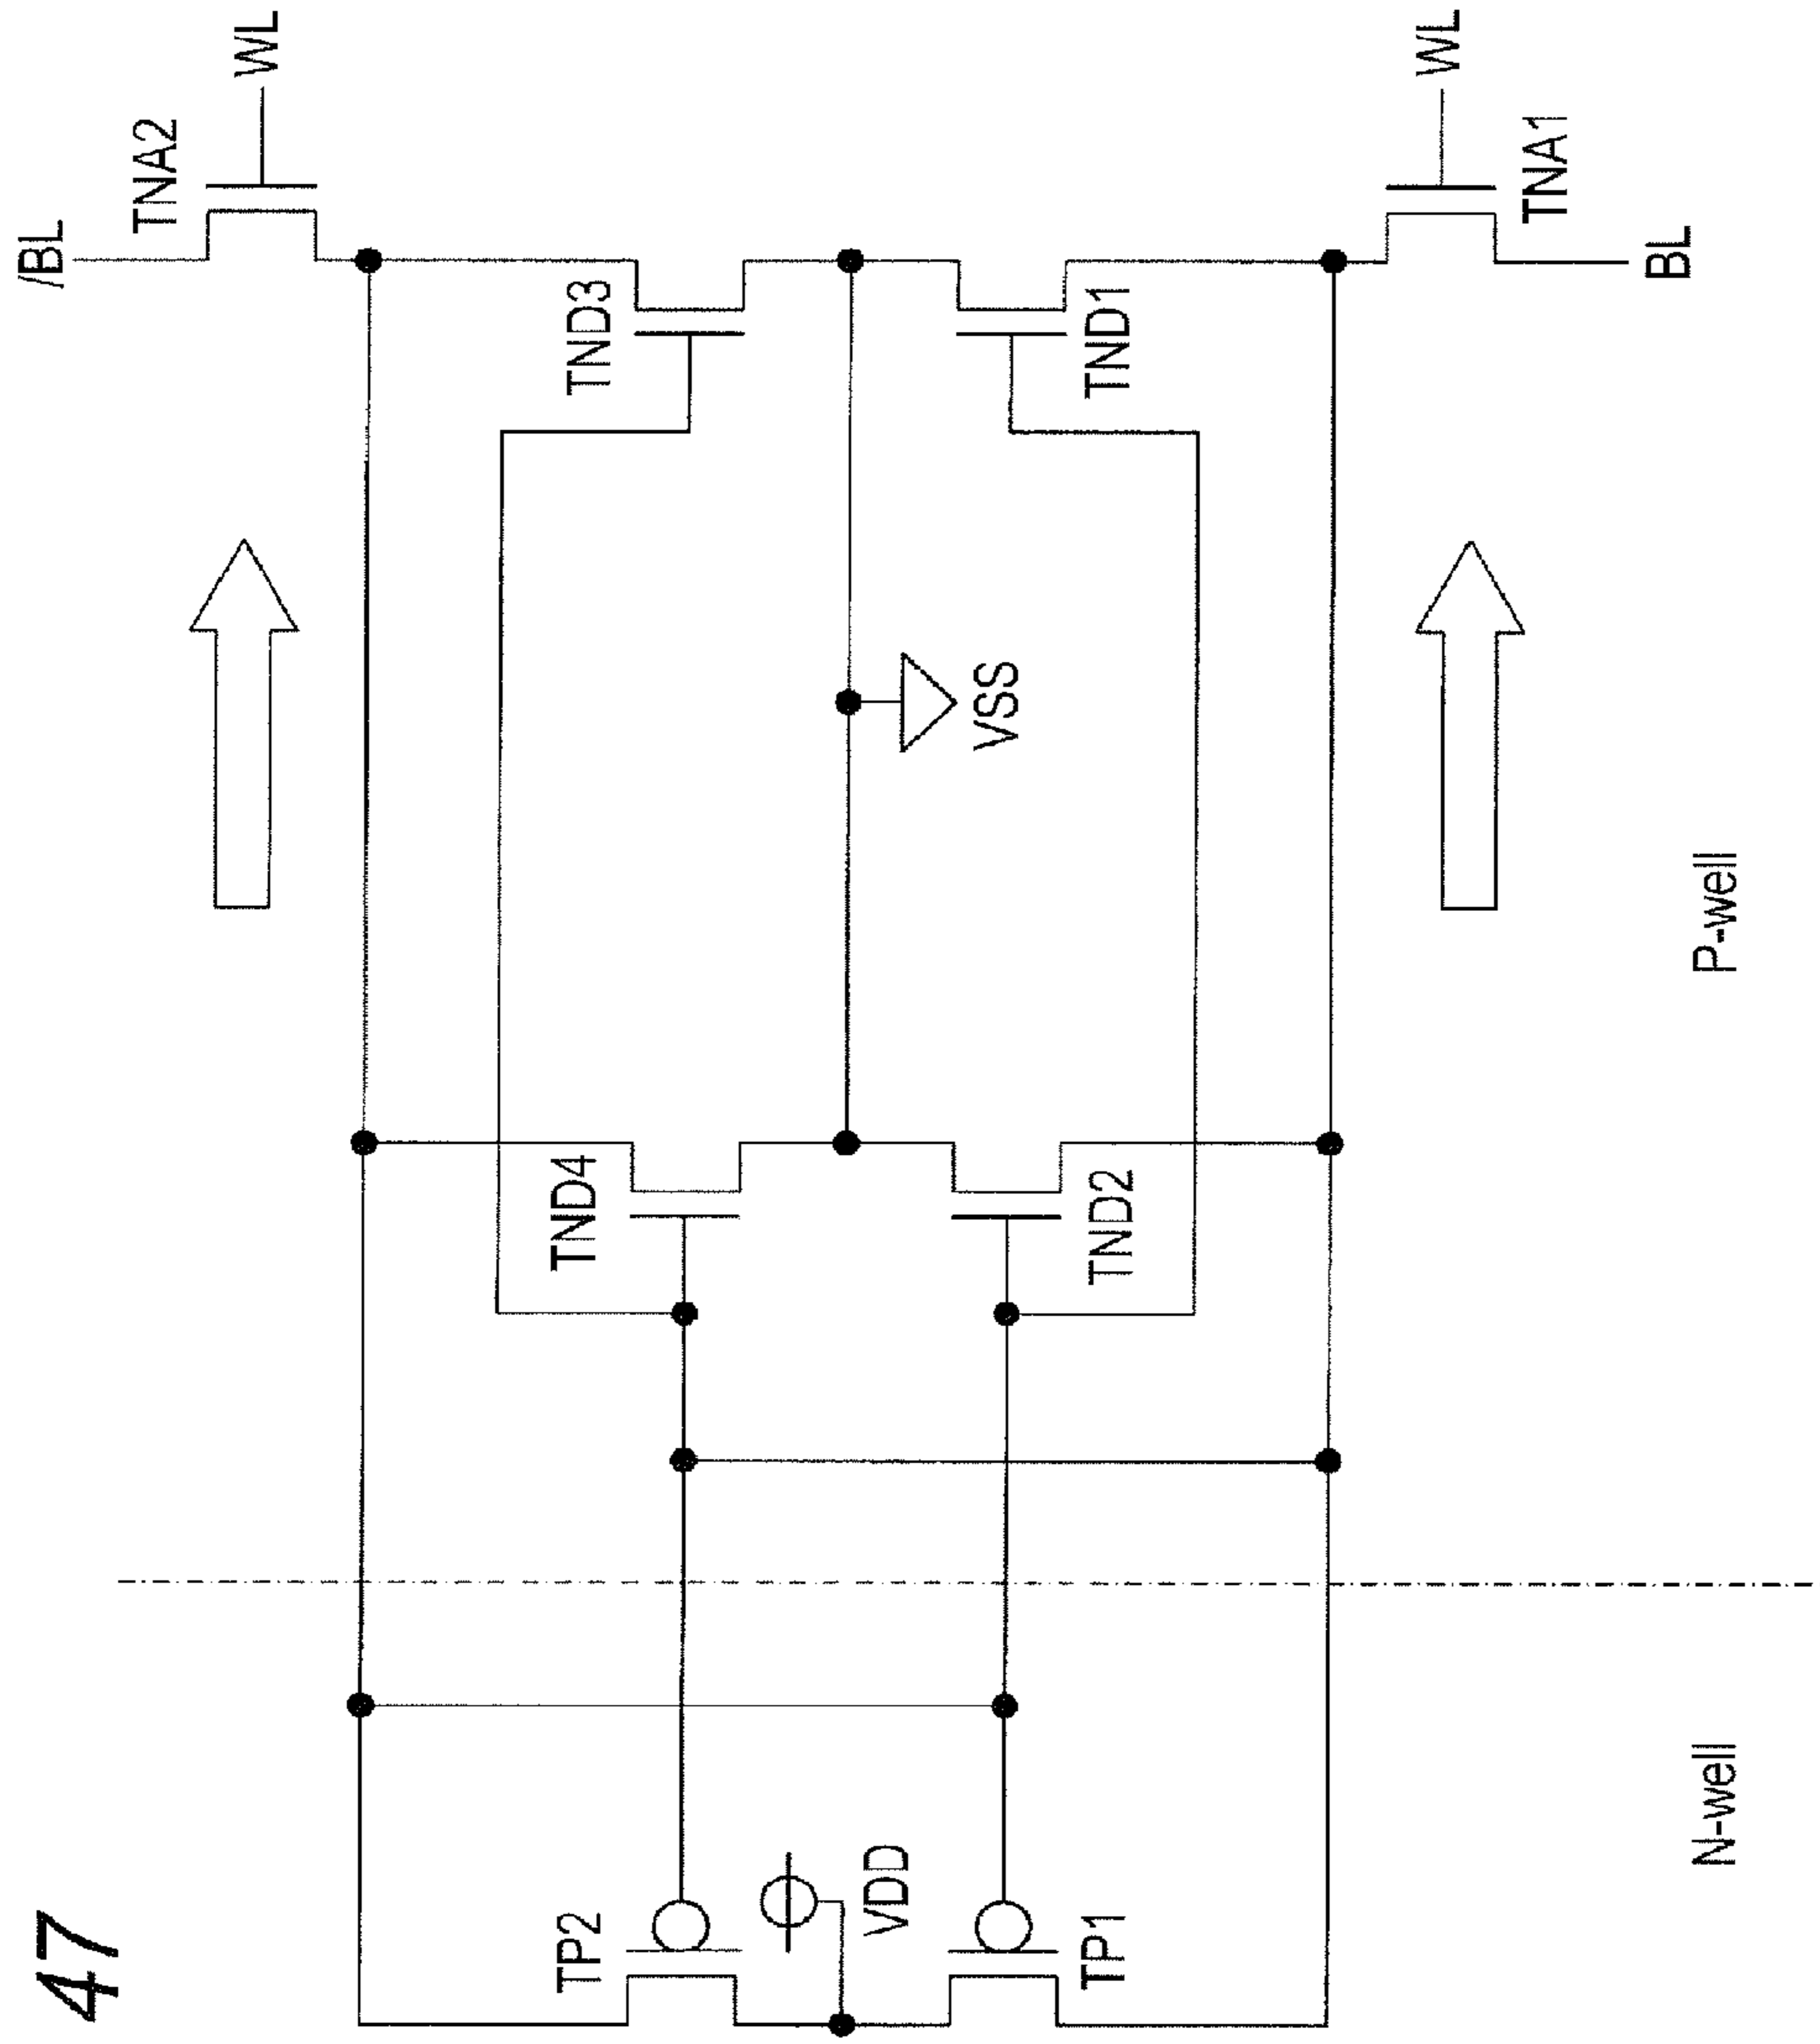 47
/BL
TNA2
WL
TND3
TND1
TNA1
WL
BL
VSS
P-well
TND4
TND2
TP2
VDD
TP1
N-well